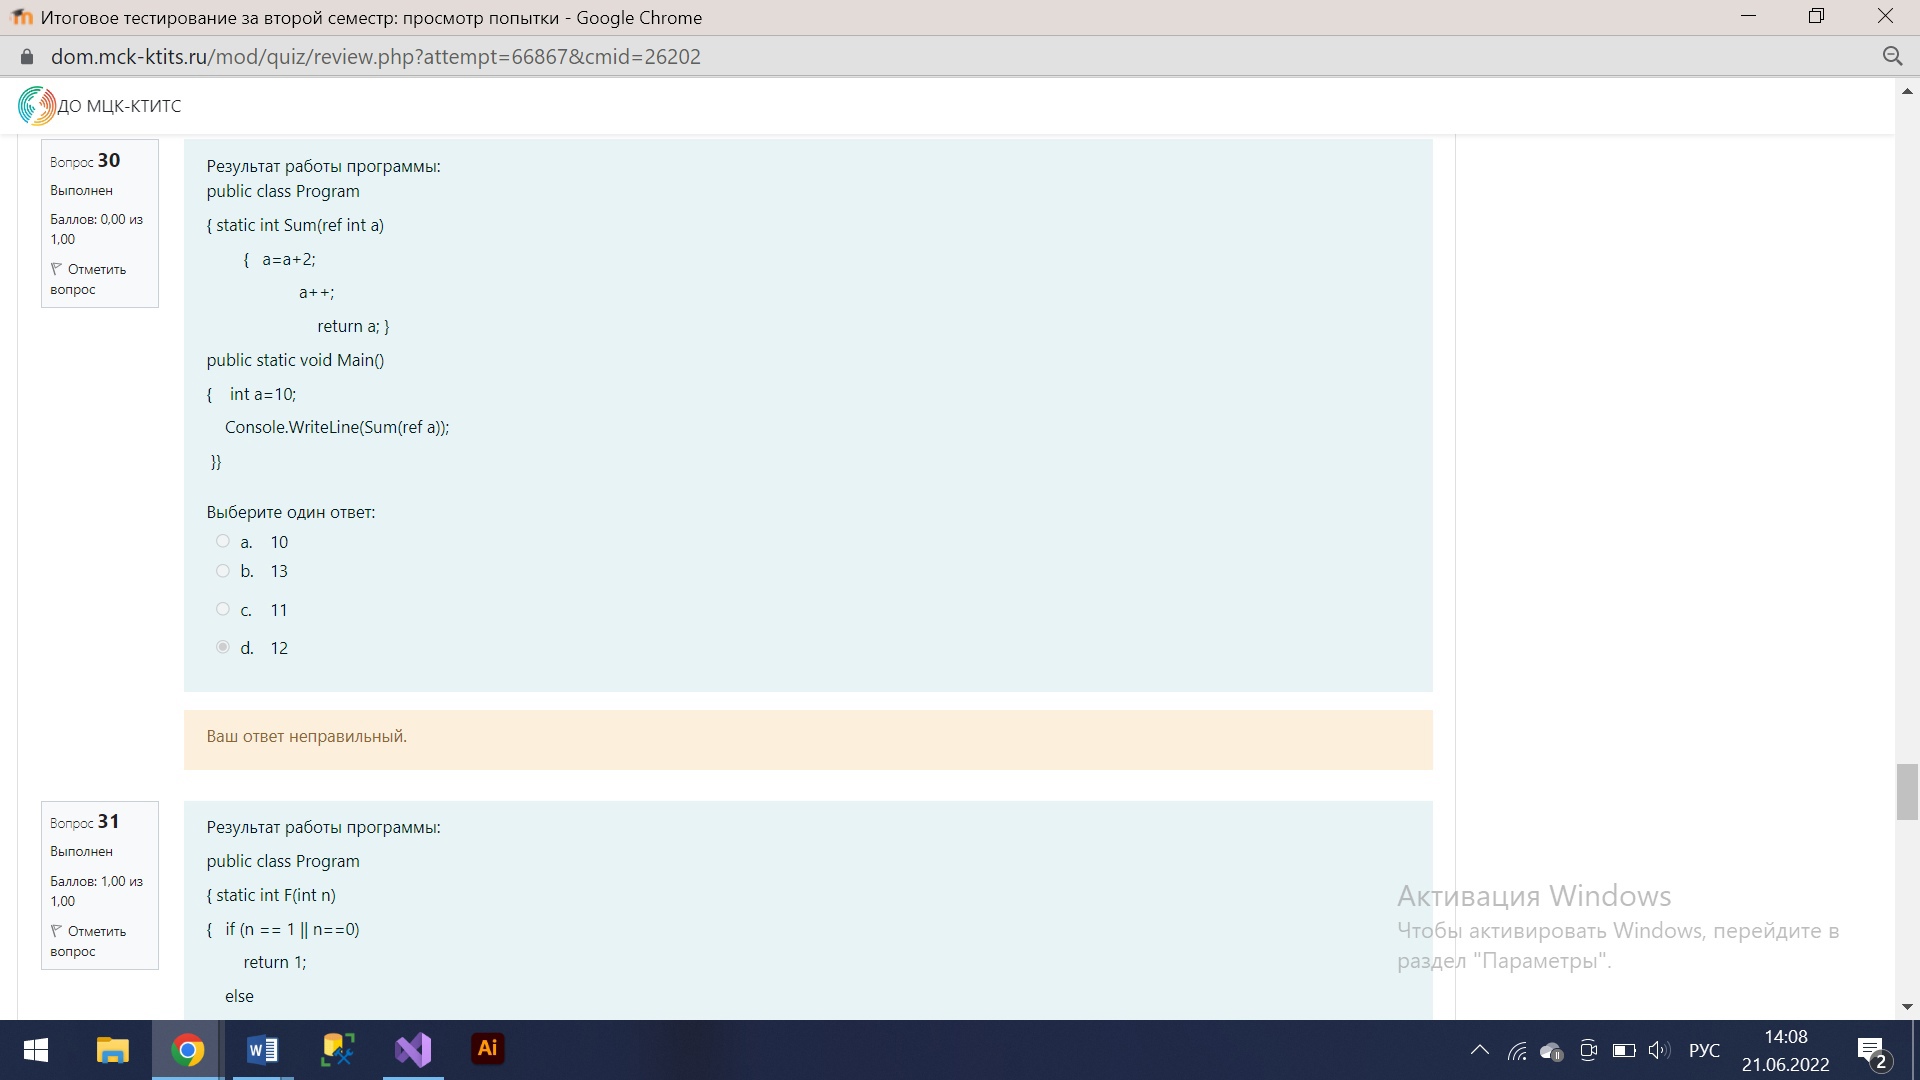 Итоговое тестирование за второй семестр: просмотр попытки - Google Chrome
dom.mck-ktits.ru/mod/quiz/review.php?attempt=66867&cmid=26202
ДО МЦК-КТИТС
Вопрос 30
Выполнен
Баллов: 0,00 из
1,00
Отметить
вопрос
Результат работы программы:
public class Program
{ static int Sum(ref int a)
{ a=a+2;
a++;
return a; }
public static void Main()
{ int a=10;
Console.WriteLine(Sum(ref a));
}}
Выберите один ответ:
a. 10
b. 13
c. 11
d. 12
Ваш ответ неправильный.
Вопрос 31
Выполнен
Баллов: 1,00 из
1,00
Отметить
вопрос
Результат работы программы:
public class Program
{ static int F(int n)
{ if (n == 1 || n==0)
return 1;
else
Активация Windows
Чтобы активировать Windows, перейдите в
раздел "Параметры".
Ai
РУС
14:08
21.06.2022
2